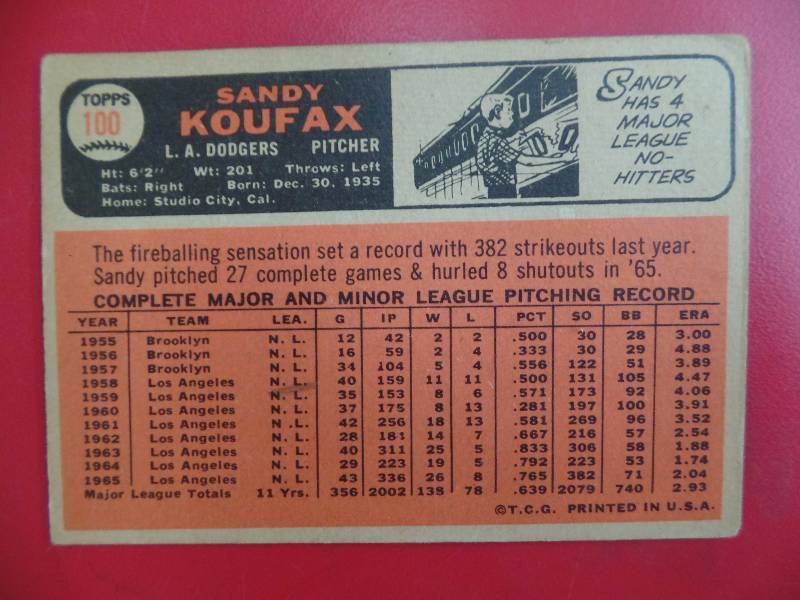 TOPPS
100
SANDY
KOUFAX
L. A. DODGERS PITCHER
Ht: 6'2" Wt: 201 Throws: Left
Bats: Right Born: Dec. 30, 1935
Home: Studio City, Cal.
SANDY
HAS 4
MAJOR
LEAGUE
NO-
HITTERS
The fireballing sensation set a record with 382 strikeouts last year.
Sandy pitched 27 complete games & hurled 8 shutouts in '65.
COMPLETE MAJOR AND MINOR LEAGUE PITCHING RECORD
YEAR TEAM LEA. G IP W L PCT SO BB ERA
1955 Brooklyn N. L. 12 42 2 2 .500 30 28 3.00
1956 Brooklyn N. L. 16 59 2 4 .333 30 29 4.88
1957 Brooklyn N. L. 34 104 5 4 .556 122 51 3.89
1958 Los Angeles N. L. 40 159 11 11 .500 131 105 4.47
1959 Los Angeles N. L. 35 153 8 6 .571 173 92 4.06
1960 Los Angeles N. L. 37 175 8 13 .281 197 100 3.91
1961 Los Angeles N .L. 42 256 18 13 .581 269 96 3.52
1962 Los Angeles N. L. 28 181 14 7 .667 216 57 2.54
1963 Los Angeles N. L. 40 311 25 5 .833 306 58 1.88
1964 Los Angeles N. L. 29 223 19 5 .792 223 53 1.74
1965 Los Angeles N. L. 43 336 26 8 .765 382 71 2.04
Major League Totals 11 Yrs. 356 2002 138 78 .639 2079 740 2.93
©T.C.G. PRINTED IN U.S.A.